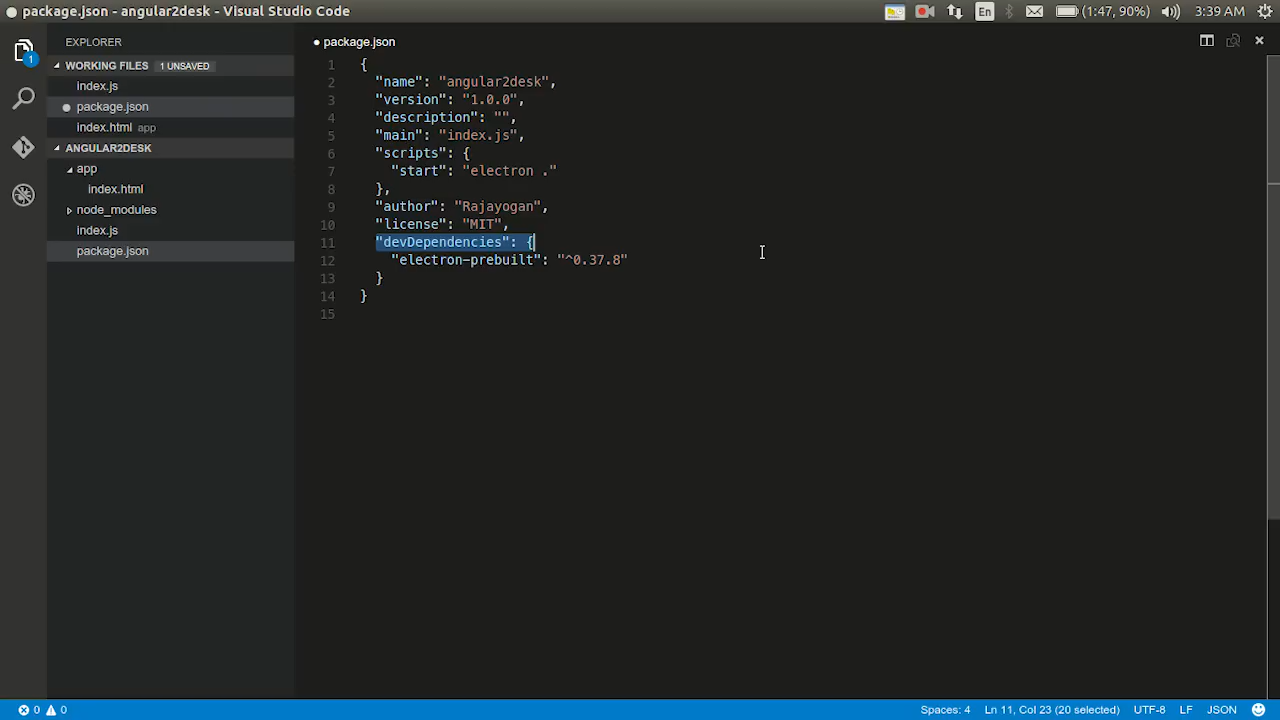 package.json - angular2desk - Visual Studio Code
En
(1:47, 90%)
3:39 AM
EXPLORER
● package.json
WORKING FILES 1 UNSAVED
index.js
● package.json
index.html app
ANGULAR2DESK
app
index.html
node_modules
index.js
package.json
1
1 {
2 "name": "angular2desk",
3 "version": "1.0.0",
4 "description": "",
5 "main": "index.js",
6 "scripts": {
7 "start": "electron ."
8 },
9 "author": "Rajayogan",
10 "license": "MIT",
11 "devDependencies": {
12 "electron-prebuilt": "^0.37.8"
13 }
14 }
15
0 0
Spaces: 4 Ln 11, Col 23 (20 selected) UTF-8 LF JSON